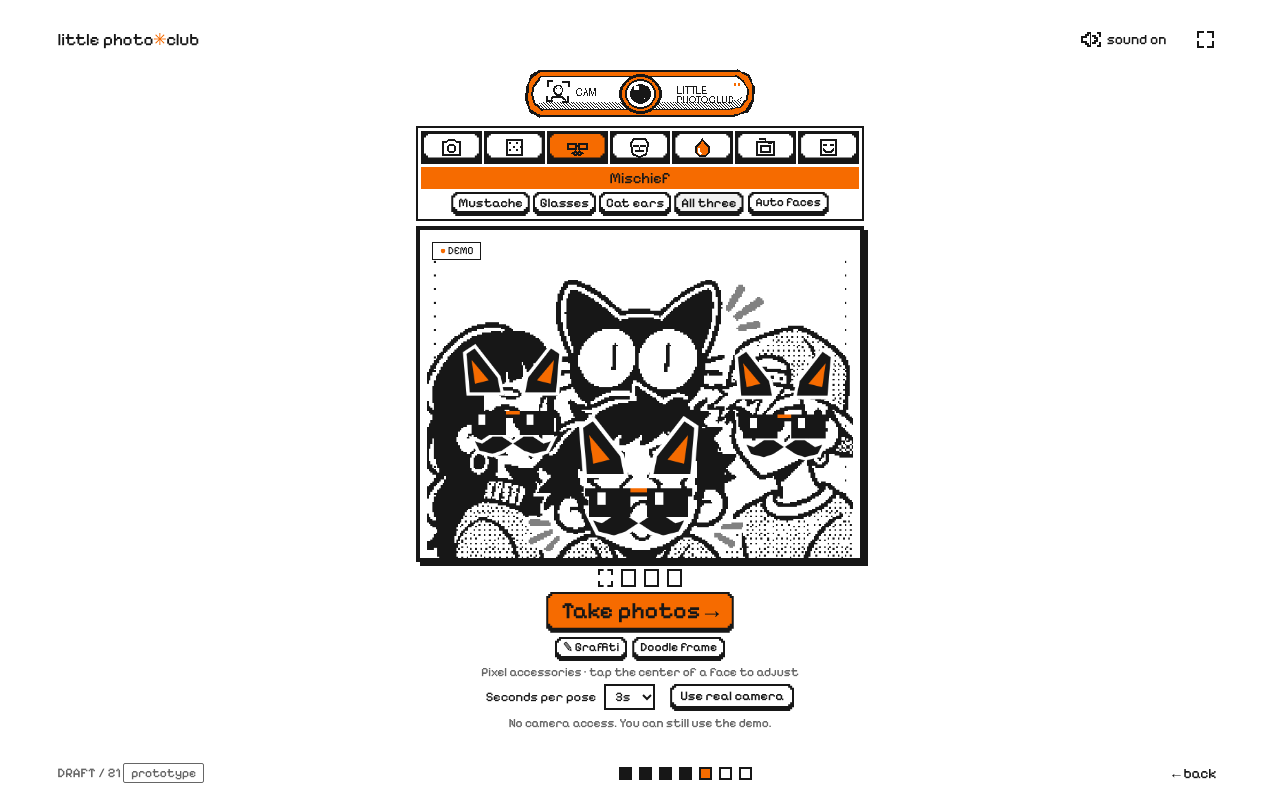 little photo✳club
sound on
CAM
LITTLE
PHOTOCLUB
Mischief
Mustache
Glasses
Cat ears
All three
Auto faces
DEMO
Take photos→
✎ Graffiti
Doodle frame
Pixel accessories · tap the center of a face to adjust
Seconds per pose
3s
Use real camera
No camera access. You can still use the demo.
DRAFT / 21
prototype
←back